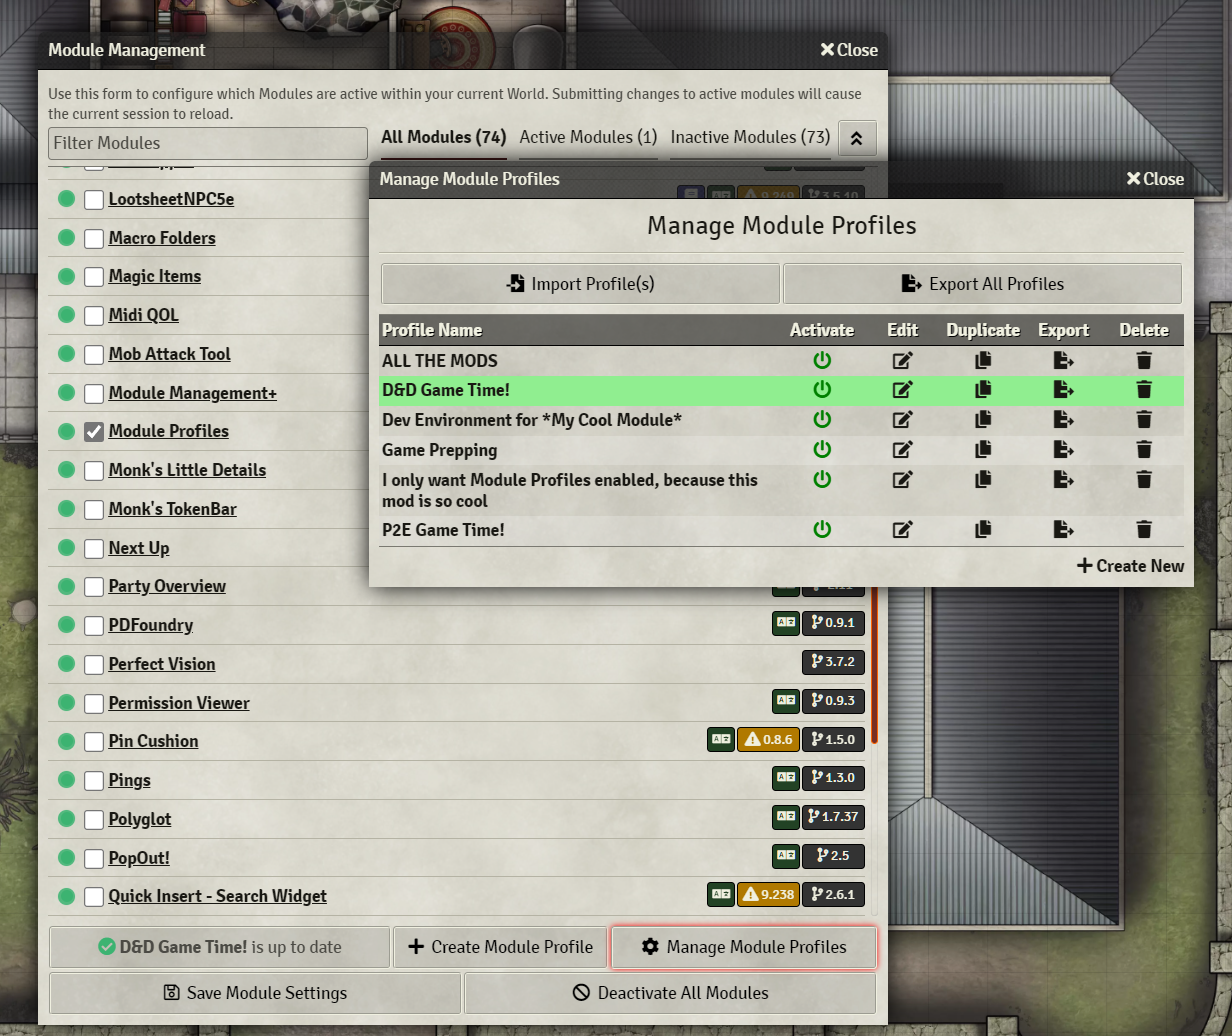 Module Management
Close
Use this form to configure which Modules are active within your current World. Submitting changes to active modules will cause
the current session to reload.
Filter Modules
All Modules (74) Active Modules (1) Inactive Modules (73)
LootsheetNPC5e
9.269 3.5.10
Macro Folders
Magic Items
Midi QOL
Mob Attack Tool
Module Management+
Module Profiles
Monk's Little Details
Monk's TokenBar
Next Up
Party Overview
PDFoundry
0.9.1
Perfect Vision
3.7.2
Permission Viewer
0.9.3
Pin Cushion
0.8.6 1.5.0
Pings
1.3.0
Polyglot
1.7.37
PopOut!
2.5
Quick Insert - Search Widget
9.238 2.6.1
D&D Game Time! is up to date
Create Module Profile
Manage Module Profiles
Save Module Settings
Deactivate All Modules
Manage Module Profiles
Close
Manage Module Profiles
Import Profile(s)
Export All Profiles
Profile Name Activate Edit Duplicate Export Delete
ALL THE MODS
D&D Game Time!
Dev Environment for *My Cool Module*
Game Prepping
I only want Module Profiles enabled, because this
mod is so cool
P2E Game Time!
Create New